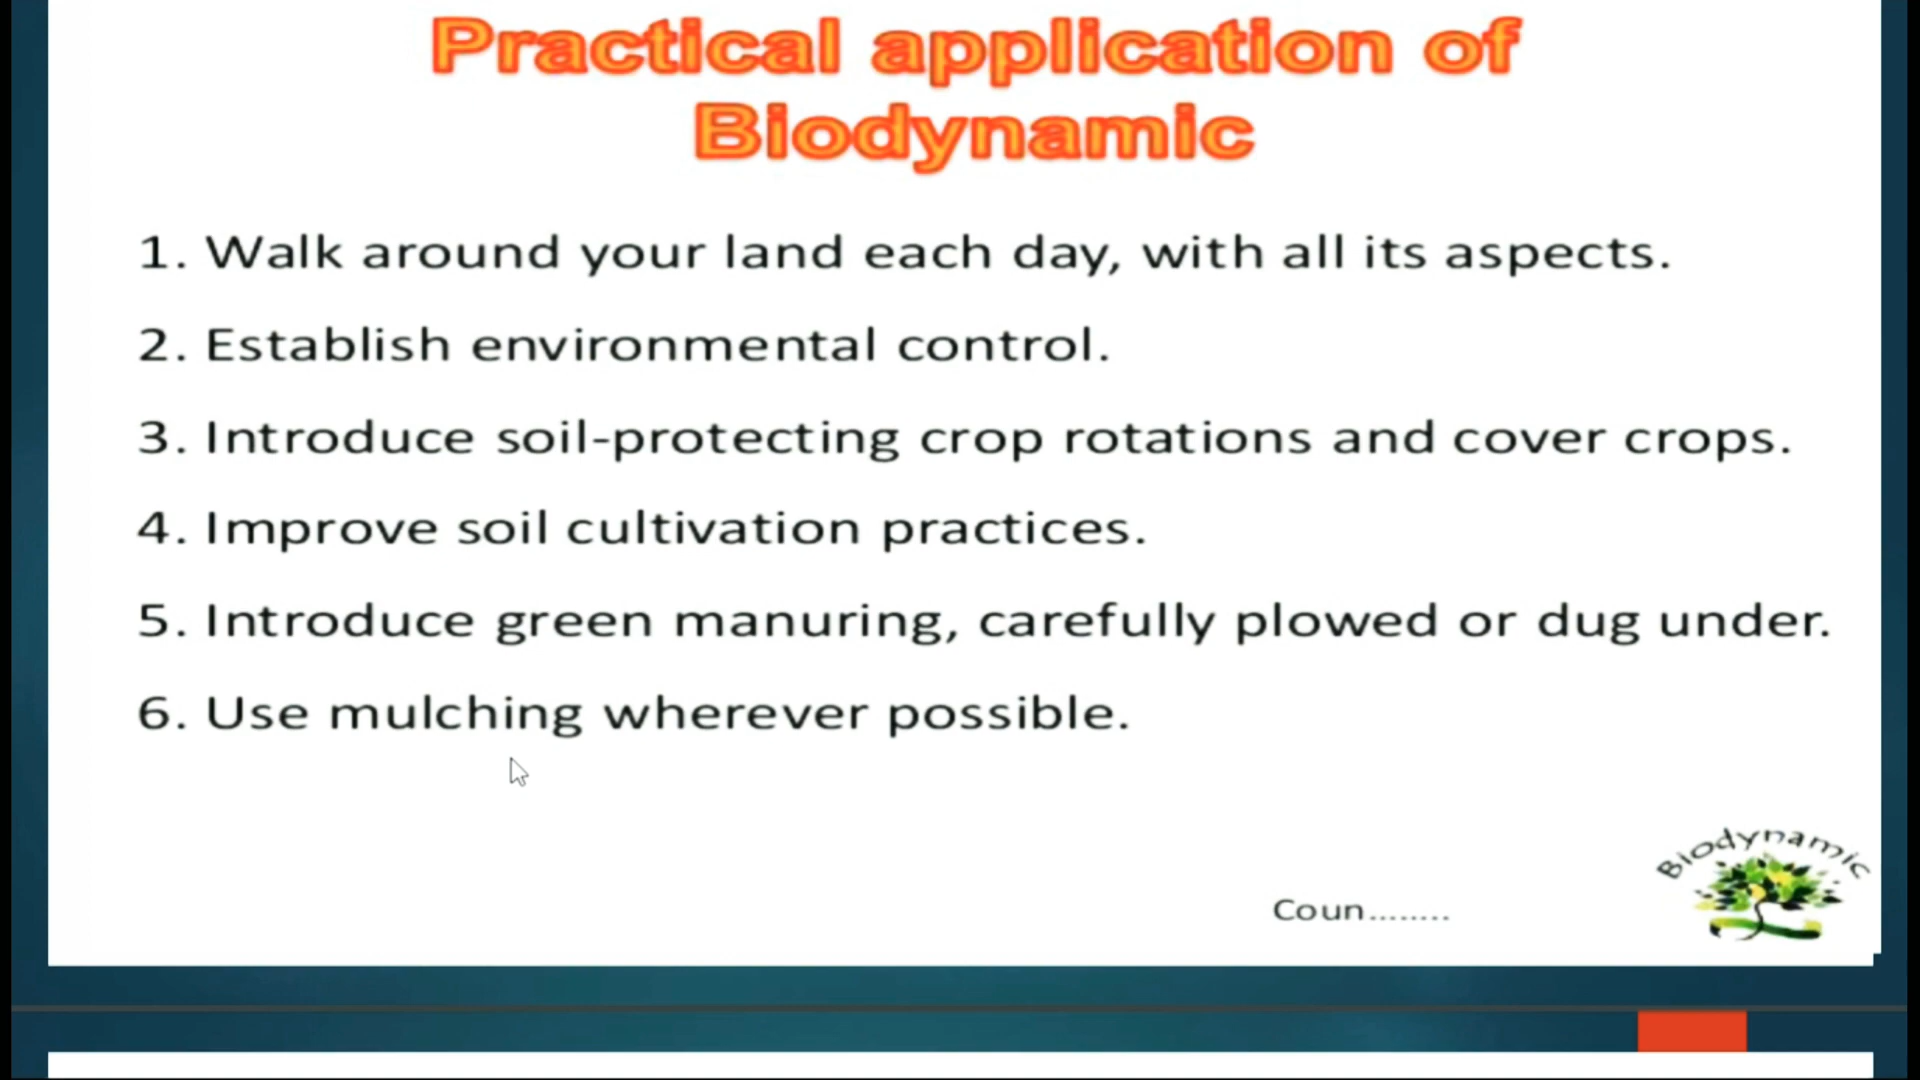 Practical application of
Biodynamic
1. Walk around your land each day, with all its aspects.
2. Establish environmental control.
3. Introduce soil-protecting crop rotations and cover crops.
4. Improve soil cultivation practices.
5. Introduce green manuring, carefully plowed or dug under.
6. Use mulching wherever possible.
Biodynamic
Coun........